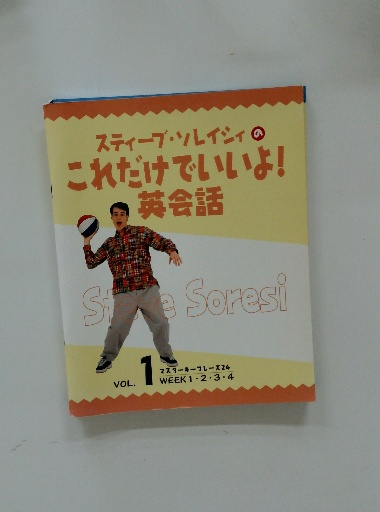 スティーブ・ソレイシィの
これだけでいいよ!
英会話
Steve Soresi
VOL. 1 マスターキーフレーズ24
WEEK 1・2・3・4